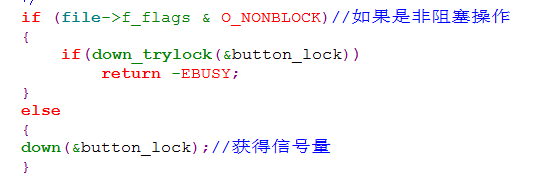 */
if (file->f_flags & O_NONBLOCK)//如果是非阻塞操作
{
    if(down_trylock(&button_lock))
        return -EBUSY;
}
else
{
down(&button_lock);//获得信号量
}